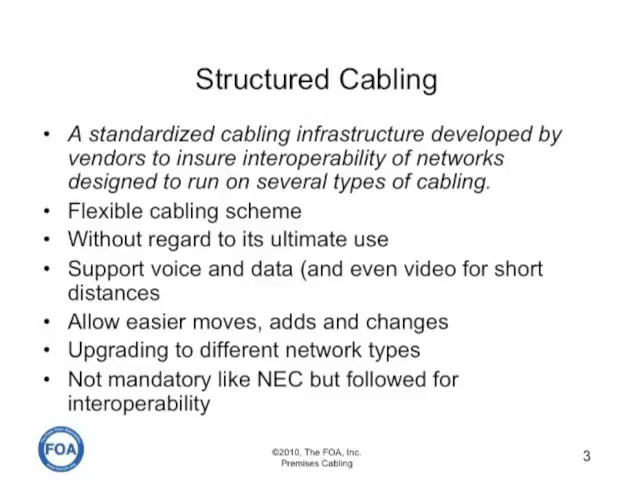 Structured Cabling
• A standardized cabling infrastructure developed by
vendors to insure interoperability of networks
designed to run on several types of cabling.
• Flexible cabling scheme
• Without regard to its ultimate use
• Support voice and data (and even video for short
distances
• Allow easier moves, adds and changes
• Upgrading to different network types
• Not mandatory like NEC but followed for
interoperability
FOA
©2010, The FOA, Inc.
Premises Cabling
3